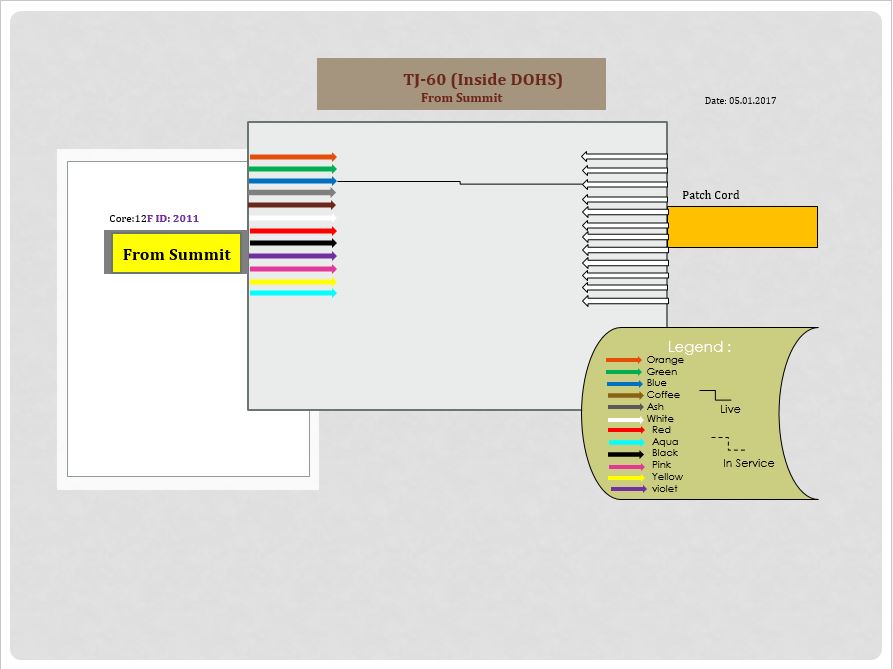 TJ-60 (Inside DOHS)
From Summit
Date: 05.01.2017
Patch Cord
Core:12F ID: 2011
From Summit
Legend :
Orange
Green
Blue
Coffee
Ash
White
Red
Aqua
Black
Pink
Yellow
violet
Live
In Service